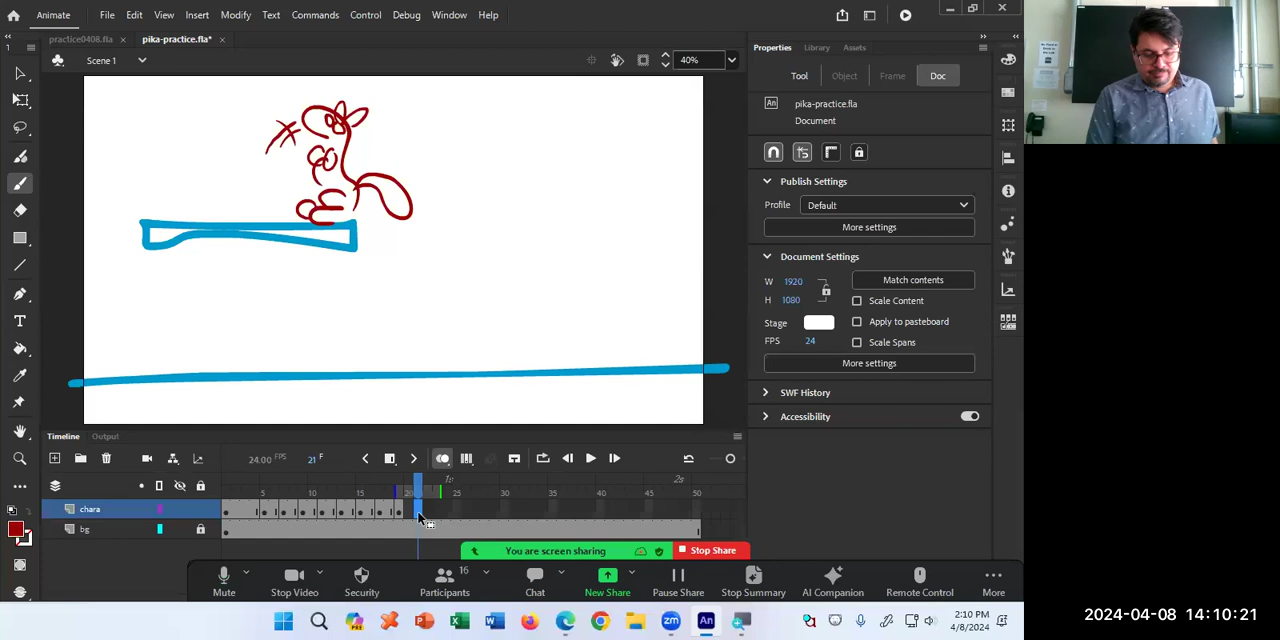 Animate
File Edit View Insert Modify Text Commands Control Debug Window Help
practice0408.fla
pika-practice.fla*
Scene 1
40%
Properties Library Assets
Tool Object Frame Doc
An pika-practice.fla
Document
Publish Settings
Profile Default
More settings
Document Settings
W 1920
Match contents
H 1080
Scale Content
Stage
Apply to pasteboard
FPS 24
Scale Spans
More settings
SWF History
Accessibility
Timeline Output
24.00 FPS 21 F
1s 2s
5 10 15 20 25 30 35 40 45 50
chara
bg
You are screen sharing
Stop Share
16
Mute Stop Video Security Participants Chat New Share Pause Share Stop Summary AI Companion Remote Control More
2:10 PM
4/8/2024
2024-04-08 14:10:21